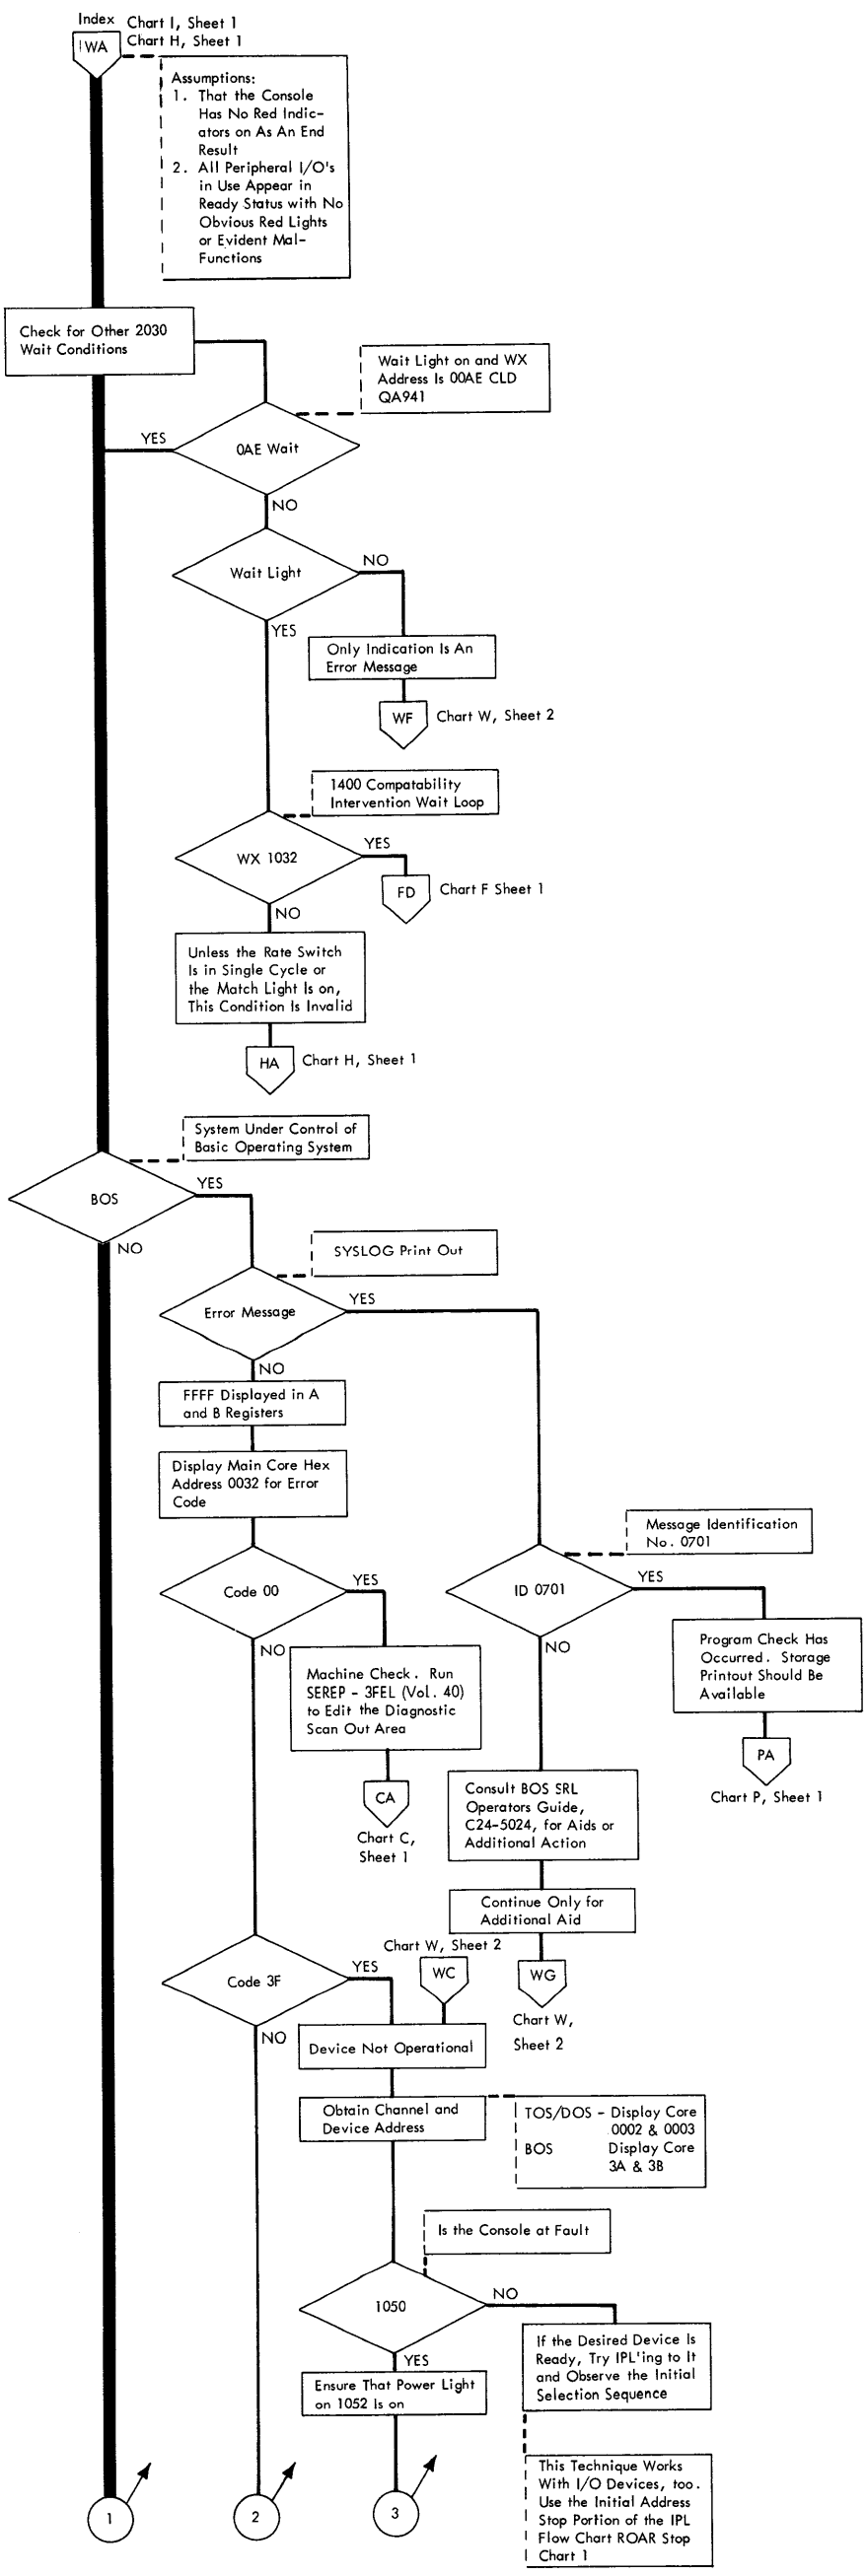 Index Chart I, Sheet 1
Chart H, Sheet 1
WA
Assumptions:
1. That the Console
Has No Red Indic-
ators on As An End
Result
2. All Peripheral I/O's
in Use Appear in
Ready Status with No
Obvious Red Lights
or Evident Mal-
Functions
Check for Other 2030
Wait Conditions
Wait Light on and WX
Address Is 00AE CLD
QA941
YES
0AE Wait
NO
Wait Light
NO
YES
Only Indication Is An
Error Message
WF
Chart W, Sheet 2
1400 Compatability
Intervention Wait Loop
WX 1032
YES
FD
Chart F Sheet 1
NO
Unless the Rate Switch
Is in Single Cycle or
the Match Light Is on,
This Condition Is Invalid
HA
Chart H, Sheet 1
System Under Control of
Basic Operating System
BOS
YES
NO
SYSLOG Print Out
Error Message
YES
NO
FFFF Displayed in A
and B Registers
Display Main Core Hex
Address 0032 for Error
Code
Message Identification
No. 0701
Code 00
YES
NO
ID 0701
YES
NO
Machine Check. Run
SEREP - 3FEL (Vol. 40)
to Edit the Diagnostic
Scan Out Area
CA
Chart C,
Sheet 1
Program Check Has
Occurred. Storage
Printout Should Be
Available
PA
Chart P, Sheet 1
Consult BOS SRL
Operators Guide,
C24-5024, for Aids or
Additional Action
Continue Only for
Additional Aid
WG
Chart W,
Sheet 2
Chart W, Sheet 2
WC
Code 3F
YES
NO
Device Not Operational
Obtain Channel and
Device Address
TOS/DOS - Display Core
0002 & 0003
BOS Display Core
3A & 3B
Is the Console at Fault
1050
NO
YES
If the Desired Device Is
Ready, Try IPL'ing to It
and Observe the Initial
Selection Sequence
Ensure That Power Light
on 1052 Is on
This Technique Works
With I/O Devices, too.
Use the Initial Address
Stop Portion of the IPL
Flow Chart ROAR Stop
Chart 1
1
2
3